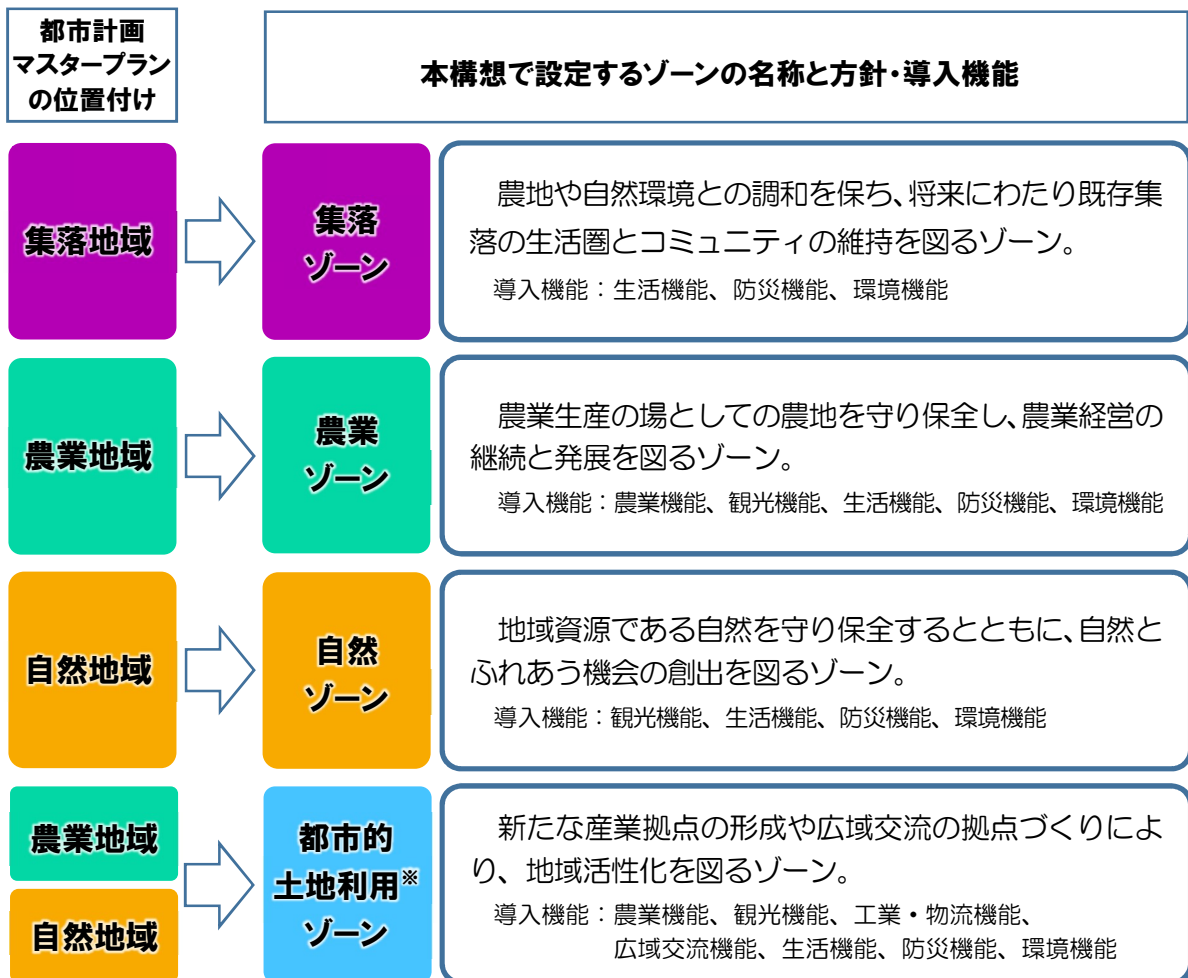 都市計画
マスタープラン
の位置付け
本構想で設定するゾーンの名称と方針・導入機能
集落地域
集落
ゾーン
農地や自然環境との調和を保ち、将来にわたり既存集
落の生活圏とコミュニティの維持を図るゾーン。
導入機能：生活機能、防災機能、環境機能
農業地域
農業
ゾーン
農業生産の場としての農地を守り保全し、農業経営の
継続と発展を図るゾーン。
導入機能：農業機能、観光機能、生活機能、防災機能、環境機能
自然地域
自然
ゾーン
地域資源である自然を守り保全するとともに、自然と
ふれあう機会の創出を図るゾーン。
導入機能：観光機能、生活機能、防災機能、環境機能
農業地域
自然地域
都市的
土地利用※
ゾーン
新たな産業拠点の形成や広域交流の拠点づくりによ
り、地域活性化を図るゾーン。
導入機能：農業機能、観光機能、工業・物流機能、
広域交流機能、生活機能、防災機能、環境機能